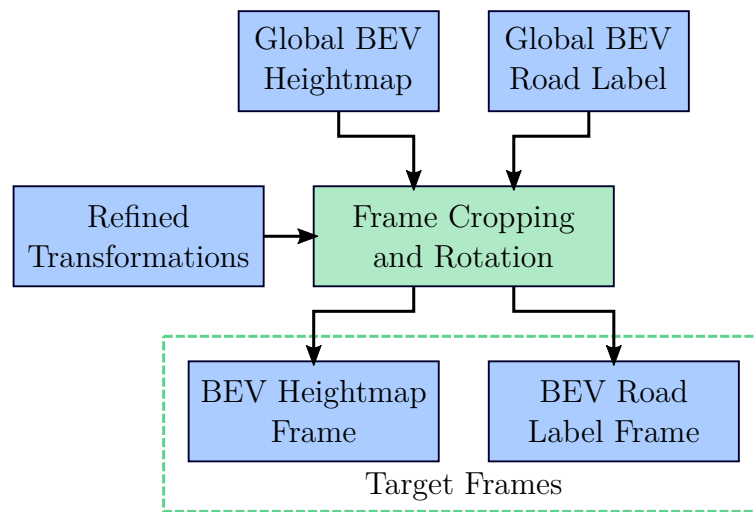 Global BEV
Heightmap
Global BEV
Road Label
Refined
Transformations
Frame Cropping
and Rotation
BEV Heightmap
Frame
BEV Road
Label Frame
Target Frames